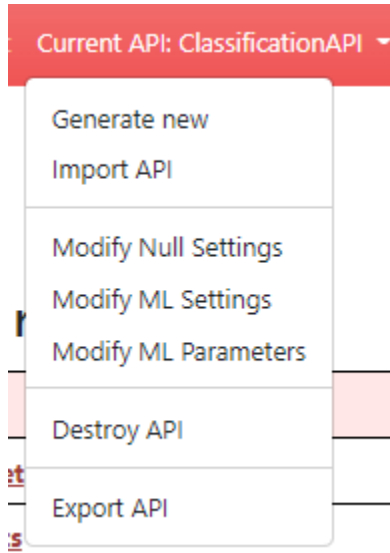 Current API: ClassificationAPI
Generate new
Import API
Modify Null Settings
Modify ML Settings
Modify ML Parameters
Destroy API
Export API